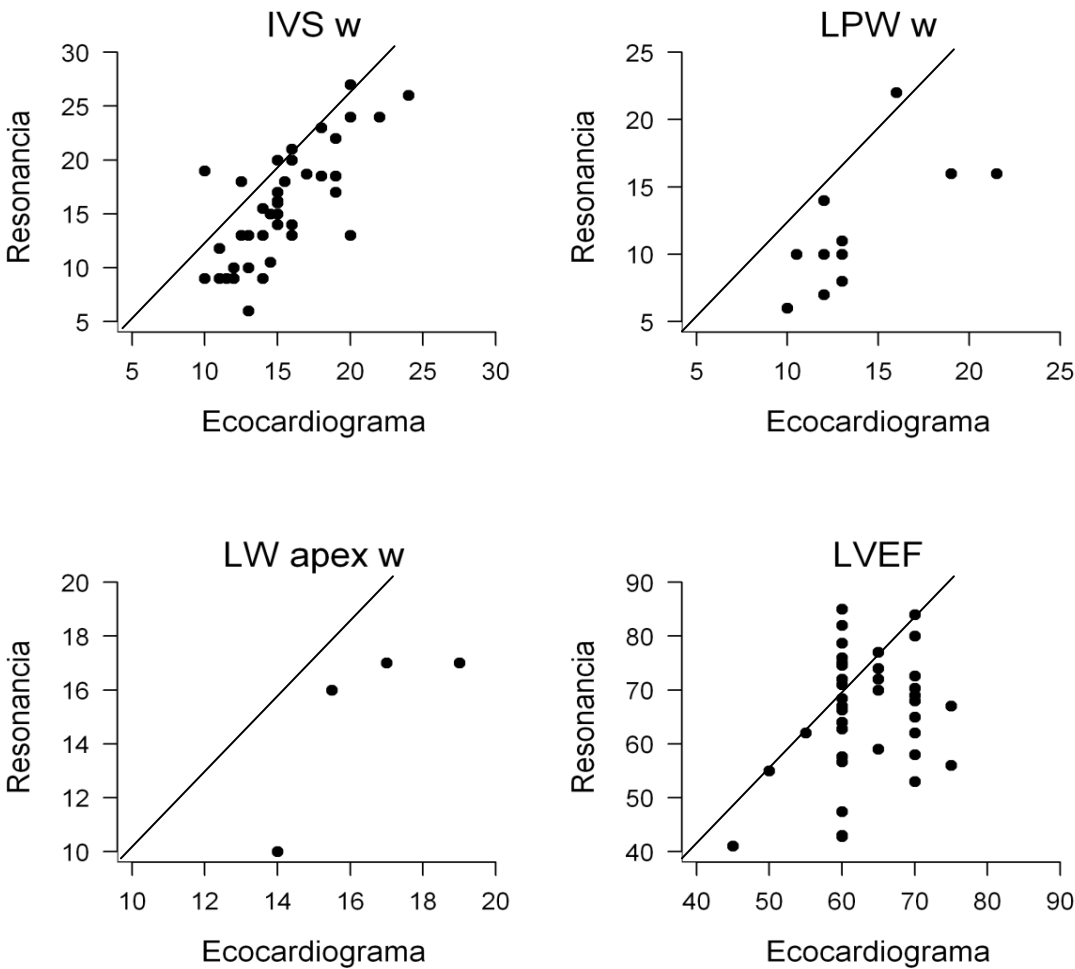 IVS w
30
25
20
15
10
5
Resonancia
5 10 15 20 25 30
Ecocardiograma
LPW w
25
20
15
10
5
Resonancia
5 10 15 20 25
Ecocardiograma
LW apex w
20
18
16
14
12
10
Resonancia
10 12 14 16 18 20
Ecocardiograma
LVEF
90
80
70
60
50
40
Resonancia
40 50 60 70 80 90
Ecocardiograma